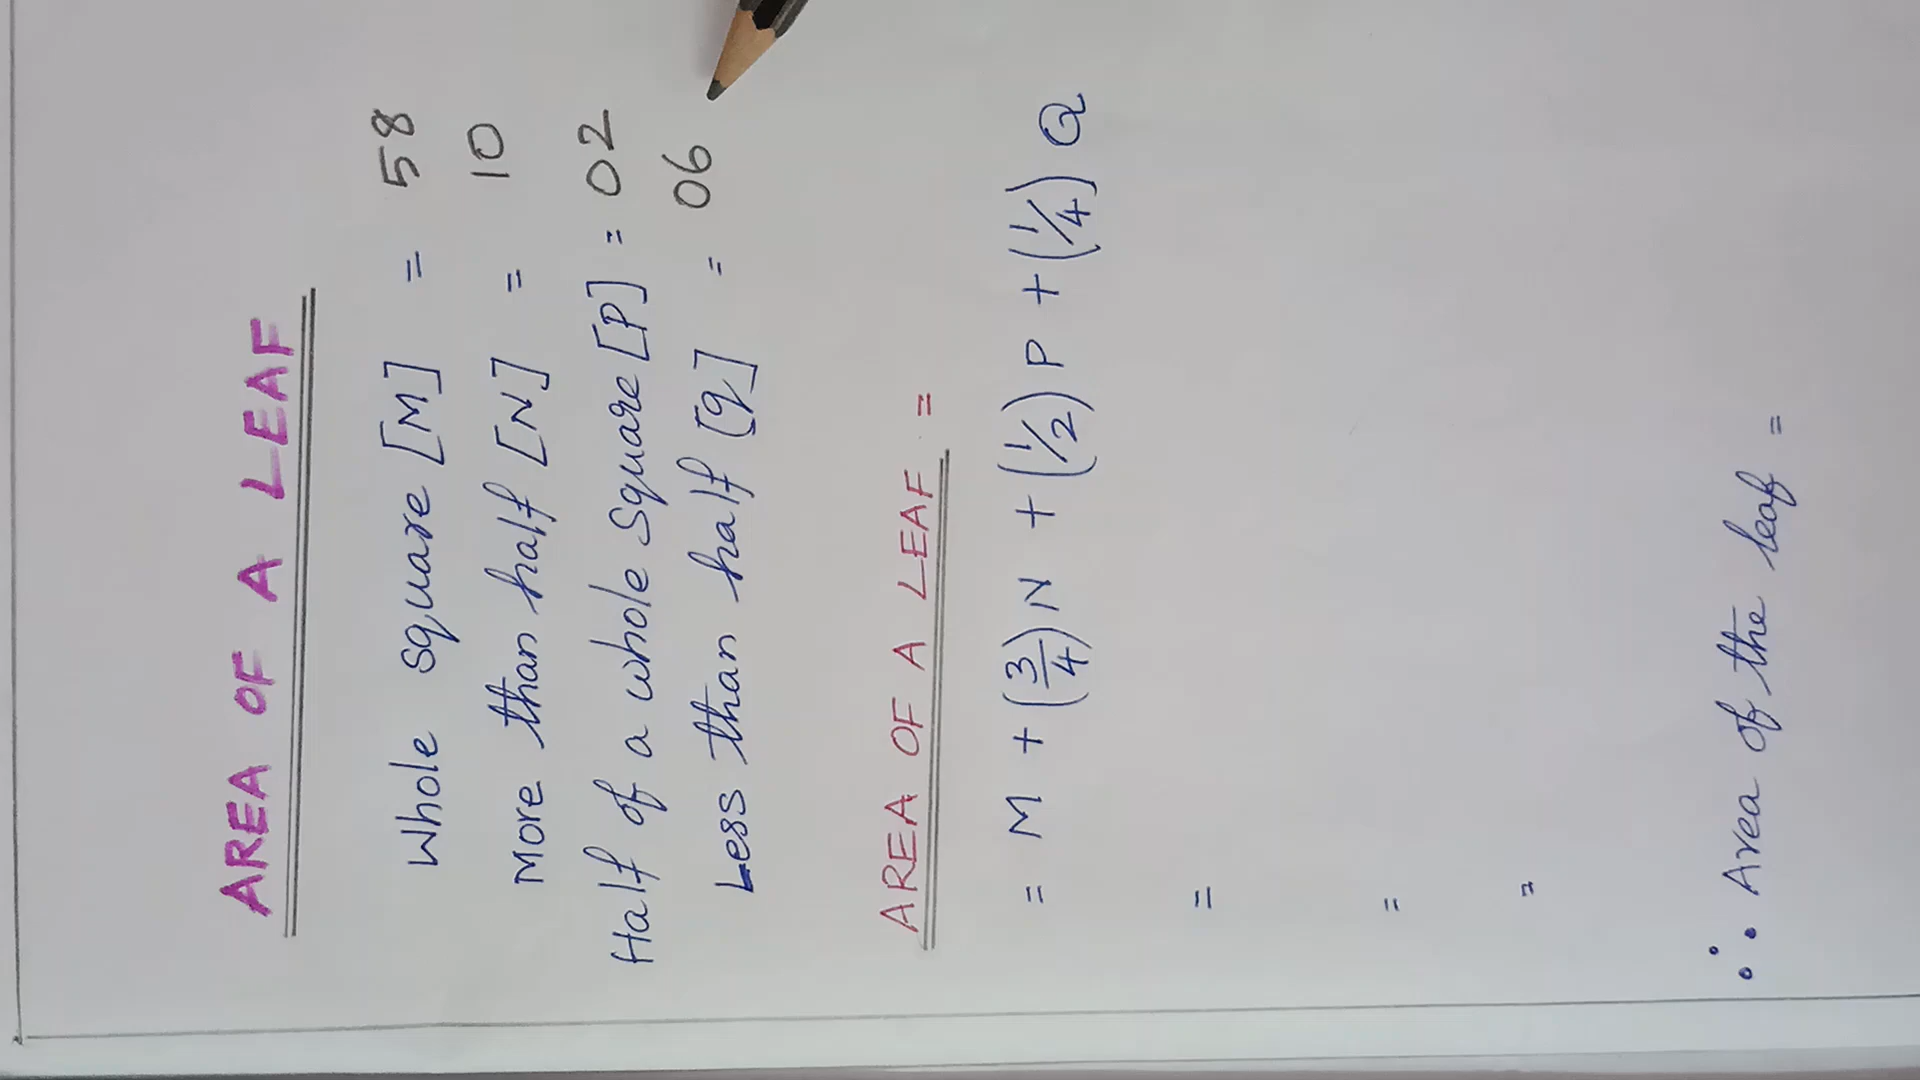 AREA OF A LEAF
Whole square [M] = 58
More than half [N] = 10
Half of a whole square [P] = 02
Less than half [q] = 06
AREA OF A LEAF =
= M + (3/4) N + (1/2) P + (1/4) Q
=
=
=
∴ Area of the leaf =